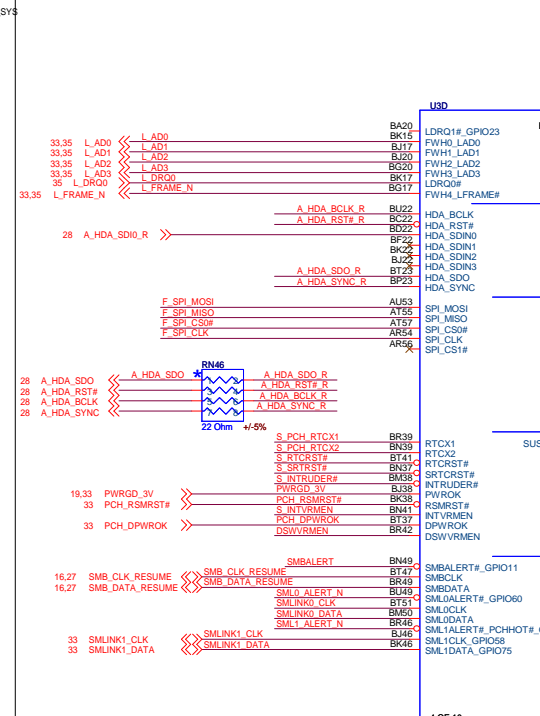 SYS
U3D
BA20 LDRQ1#_GPIO23
33,35 L_AD0 L_AD0 BK15 FWH0_LAD0
33,35 L_AD1 L_AD1 BJ17 FWH1_LAD1
33,35 L_AD2 L_AD2 BJ20 FWH2_LAD2
33,35 L_AD3 L_AD3 BG20 FWH3_LAD3
35 L_DRQ0 L_DRQ0 BK17 LDRQ0#
33,35 L_FRAME_N L_FRAME_N BG17 FWH4_LFRAME#
A_HDA_BCLK_R BU22 HDA_BCLK
A_HDA_RST#_R BC22 HDA_RST#
28 A_HDA_SDI0_R BD22 HDA_SDIN0
BF22 HDA_SDIN1
BK22 HDA_SDIN2
BJ22 HDA_SDIN3
A_HDA_SDO_R BT23 HDA_SDO
A_HDA_SYNC_R BP23 HDA_SYNC
F_SPI_MOSI AU53 SPI_MOSI
F_SPI_MISO AT55 SPI_MISO
F_SPI_CS0# AT57 SPI_CS0#
F_SPI_CLK AR54 SPI_CLK
AR56 SPI_CS1#
RN46
28 A_HDA_SDO A_HDA_SDO * 1 2 A_HDA_SDO_R
28 A_HDA_RST# 3 4 A_HDA_RST#_R
28 A_HDA_BCLK 5 6 A_HDA_BCLK_R
28 A_HDA_SYNC 7 8 A_HDA_SYNC_R
22 Ohm +/-5%
S_PCH_RTCX1 BR39 RTCX1
S_PCH_RTCX2 BN39 RTCX2 SUS
S_RTCRST# BT41 RTCRST#
S_SRTRST# BN37 SRTCRST#
S_INTRUDER# BM38 INTRUDER#
19,33 PWRGD_3V PWRGD_3V BJ38 PWROK
33 PCH_RSMRST# PCH_RSMRST# BK38 RSMRST#
S_INTVRMEN BN41 INTVRMEN
33 PCH_DPWROK PCH_DPWROK BT37 DPWROK
DSWVRMEN BR42 DSWVRMEN
SMBALERT BN49 SMBALERT#_GPIO11
16,27 SMB_CLK_RESUME SMB_CLK_RESUME BT47 SMBCLK
16,27 SMB_DATA_RESUME SMB_DATA_RESUME BR49 SMBDATA
SML0_ALERT_N BU49 SML0ALERT#_GPIO60
SMLINK0_CLK BT51 SML0CLK
SMLINK0_DATA BM50 SML0DATA
SML1_ALERT_N BR46 SML1ALERT#_PCHHOT#_
33 SMLINK1_CLK SMLINK1_CLK BJ46 SML1CLK_GPIO58
33 SMLINK1_DATA SMLINK1_DATA BK46 SML1DATA_GPIO75